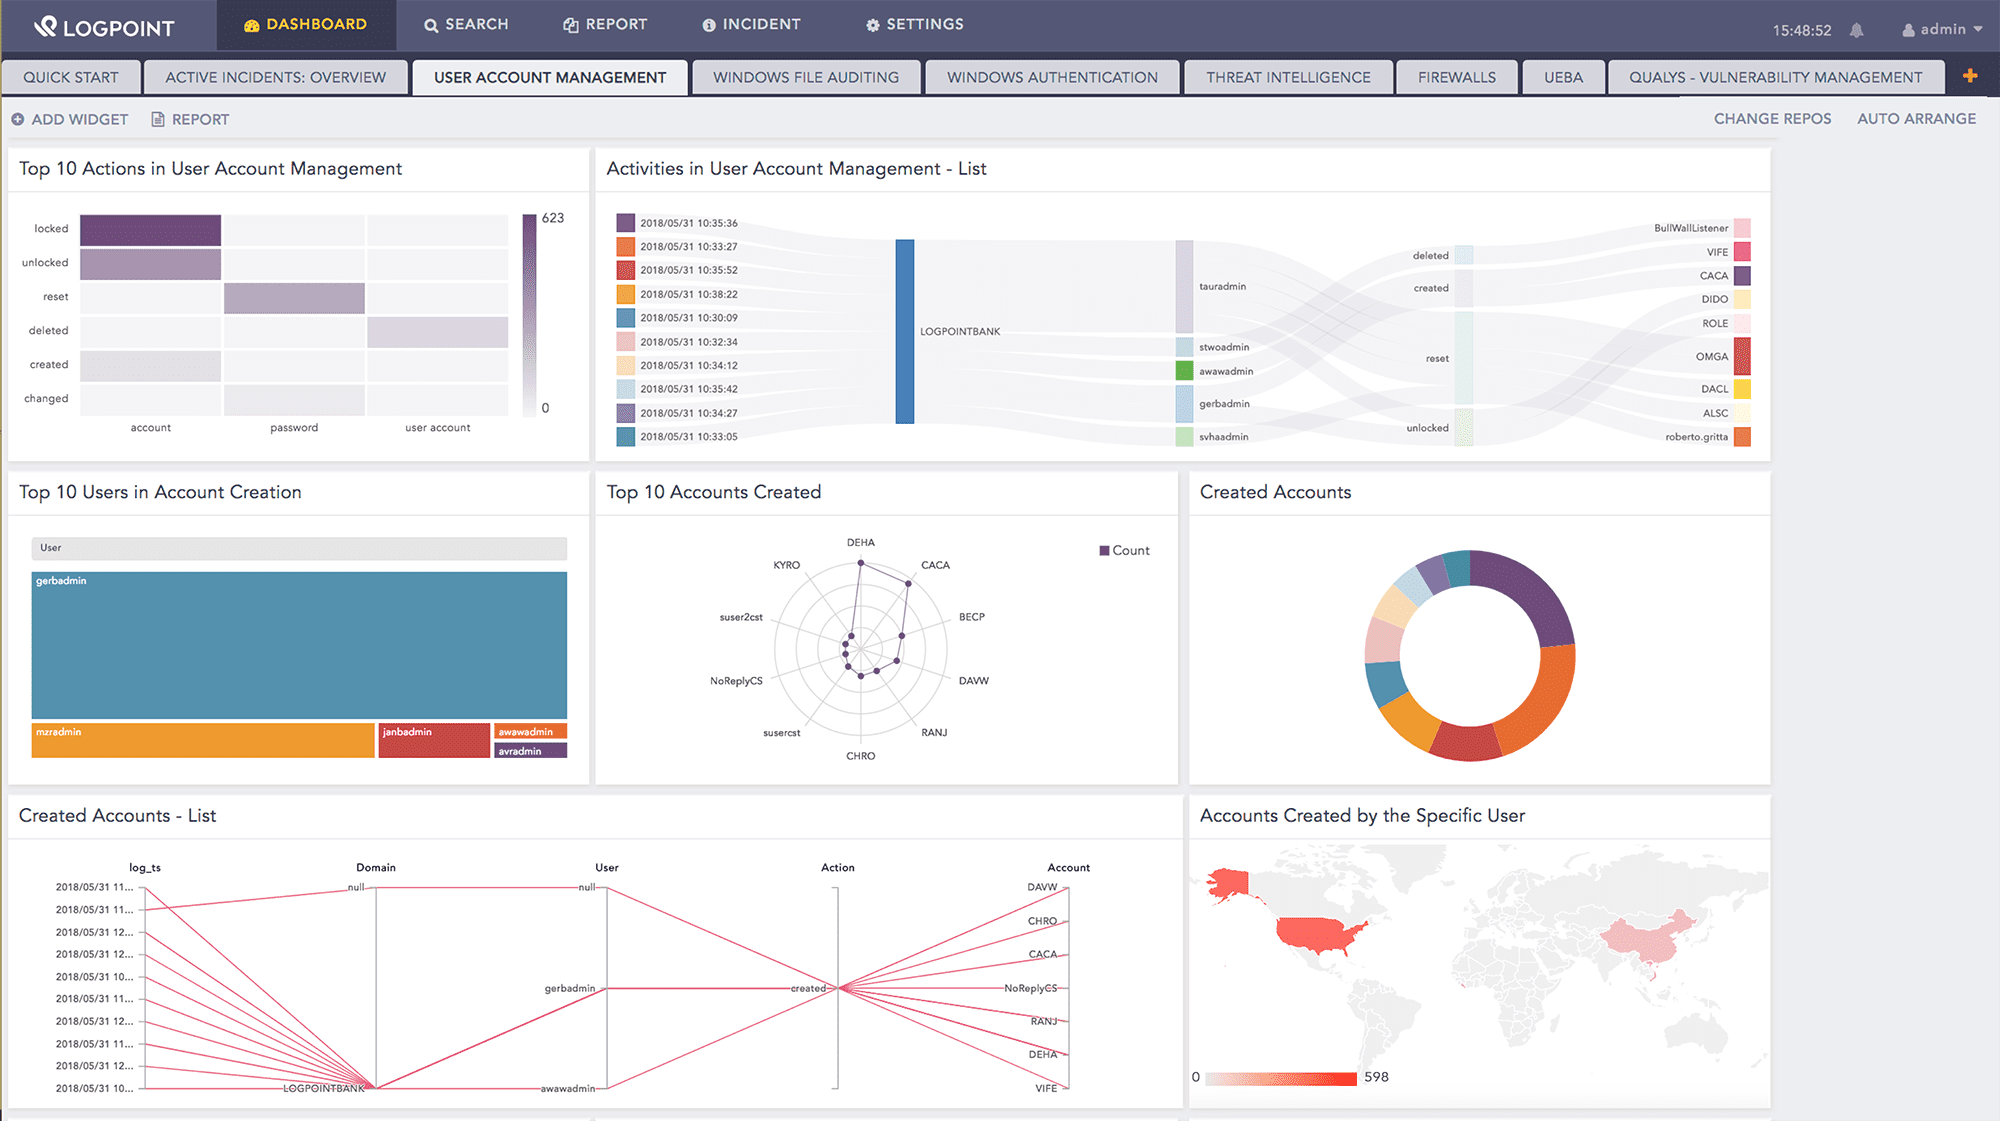 LOGPOINT
DASHBOARD
SEARCH
REPORT
INCIDENT
SETTINGS
15:48:52
admin
QUICK START
ACTIVE INCIDENTS: OVERVIEW
USER ACCOUNT MANAGEMENT
WINDOWS FILE AUDITING
WINDOWS AUTHENTICATION
THREAT INTELLIGENCE
FIREWALLS
UEBA
QUALYS - VULNERABILITY MANAGEMENT
ADD WIDGET
REPORT
CHANGE REPOS
AUTO ARRANGE
Top 10 Actions in User Account Management
locked
unlocked
reset
deleted
created
changed
account
password
user account
623
0
Activities in User Account Management - List
2018/05/31 10:35:36
2018/05/31 10:33:27
2018/05/31 10:35:52
2018/05/31 10:38:22
2018/05/31 10:30:09
2018/05/31 10:32:34
2018/05/31 10:34:12
2018/05/31 10:35:42
2018/05/31 10:34:27
2018/05/31 10:33:05
LOGPOINTBANK
tauradmin
stwoadmin
awawadmin
gerbadmin
svhaadmin
deleted
created
reset
unlocked
BullWallListener
VIFE
CACA
DIDO
ROLE
OMGA
DACL
ALSC
roberto.gritta
Top 10 Users in Account Creation
User
gerbadmin
mzradmin
janbadmin
awawadmin
avradmin
Top 10 Accounts Created
Count
DEHA
CACA
BECP
DAVW
RANJ
CHRO
susercst
NoReplyCS
suser2cst
KYRO
Created Accounts
Created Accounts - List
log_ts
Domain
User
Action
Account
2018/05/31 11...
2018/05/31 11...
2018/05/31 12...
2018/05/31 12...
2018/05/31 10...
2018/05/31 11...
2018/05/31 12...
2018/05/31 11...
2018/05/31 12...
2018/05/31 10...
null
LOGPOINTBANK
null
gerbadmin
awawadmin
created
DAVW
CHRO
CACA
NoReplyCS
RANJ
DEHA
VIFE
Accounts Created by the Specific User
0
598